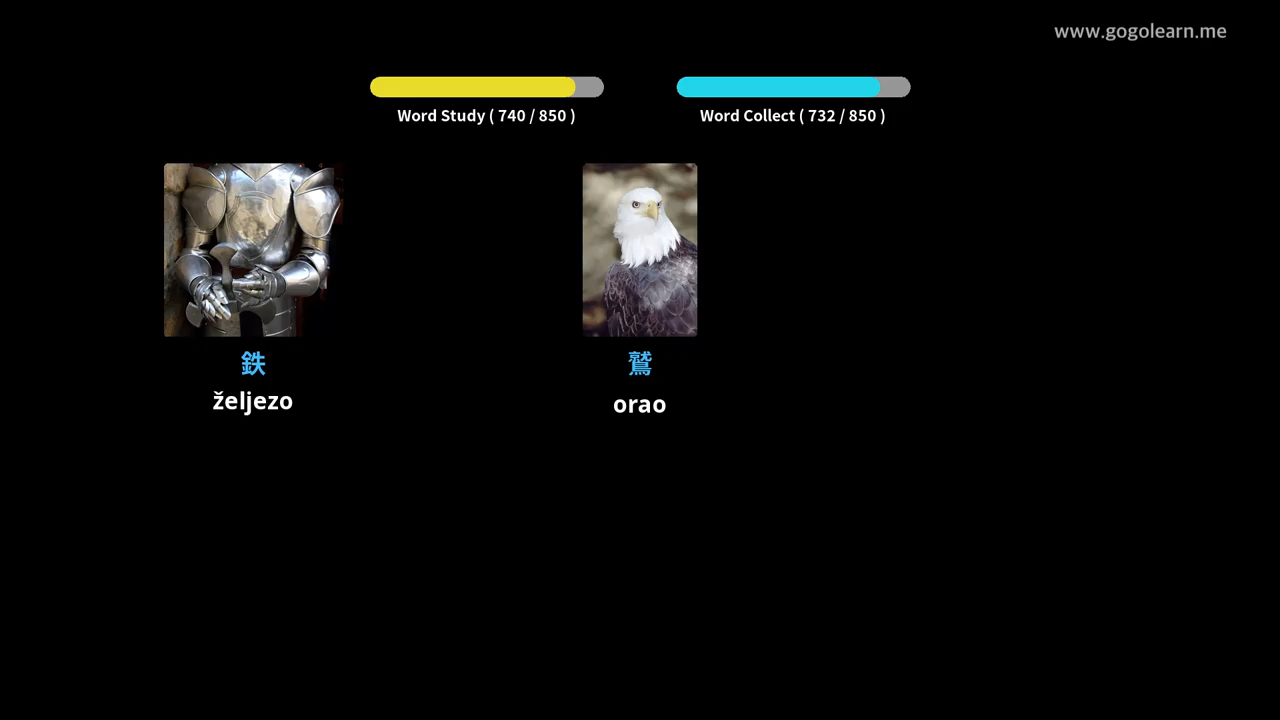 www.gogolearn.me
Word Study ( 740 / 850 )
Word Collect ( 732 / 850 )
鉄
željezo
鷲
orao